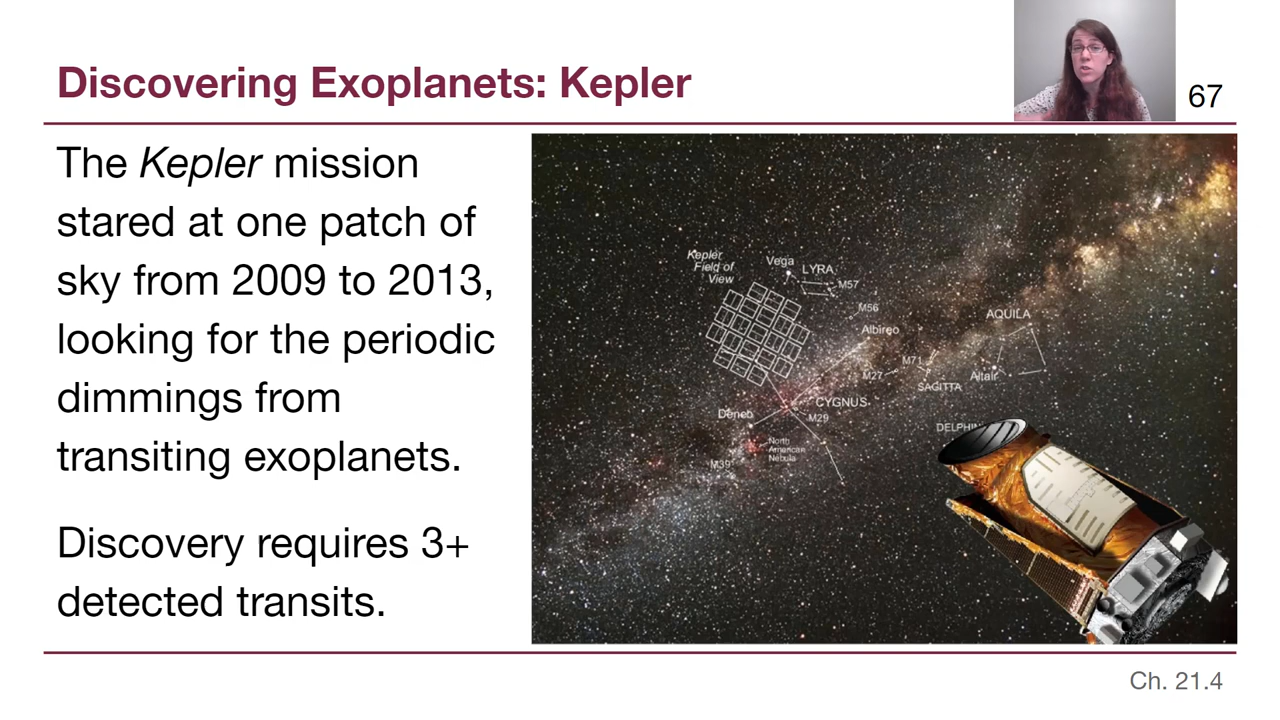 Discovering Exoplanets: Kepler
67
The Kepler mission
stared at one patch of
sky from 2009 to 2013,
looking for the periodic
dimmings from
transiting exoplanets.
Discovery requires 3+
detected transits.
Kepler
Field of
View
Vega
LYRA
M57
M56
Albireo
AQUILA
M71
M27
Altair
SAGITTA
CYGNUS
Deneb
M29
DELPHIN
North
American
Nebula
M39
Ch. 21.4